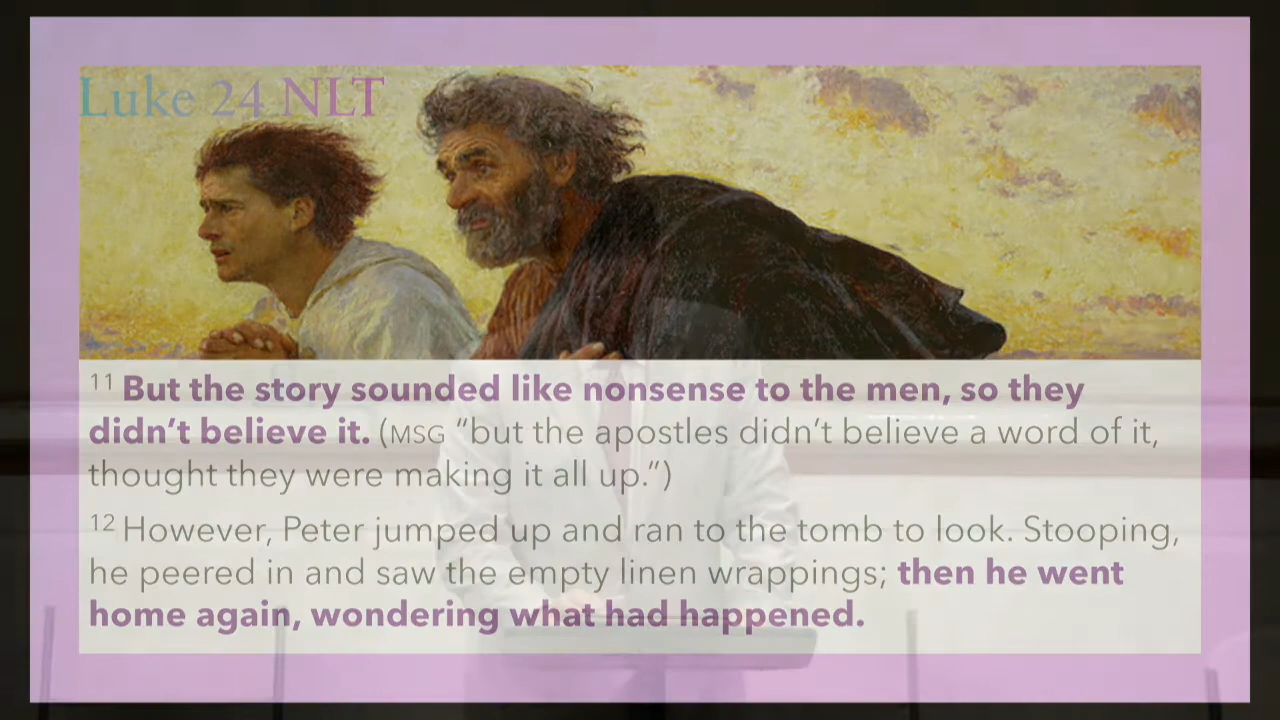 Luke 24 NLT
11 But the story sounded like nonsense to the men, so they
didn’t believe it. (MSG “but the apostles didn’t believe a word of it,
thought they were making it all up.”)
12 However, Peter jumped up and ran to the tomb to look. Stooping,
he peered in and saw the empty linen wrappings; then he went
home again, wondering what had happened.